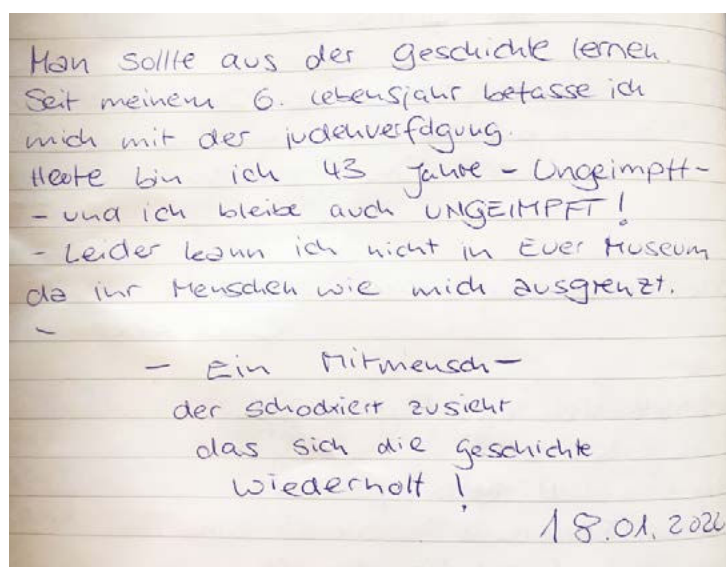 Man sollte aus der Geschichte lernen.
Seit meinem 6. Lebensjahr befasse ich
mich mit der Judenverfolgung.
Heute bin ich 43 Jahre - Ungeimpft -
- und ich bleibe auch UNGEIMPFT!
- Leider kann ich nicht in Euer Museum
da ihr Menschen wie mich ausgrenzt.
-
- Ein Mitmensch -
der schockiert zusieht
das sich die Geschichte
wiederholt!
18.01.202